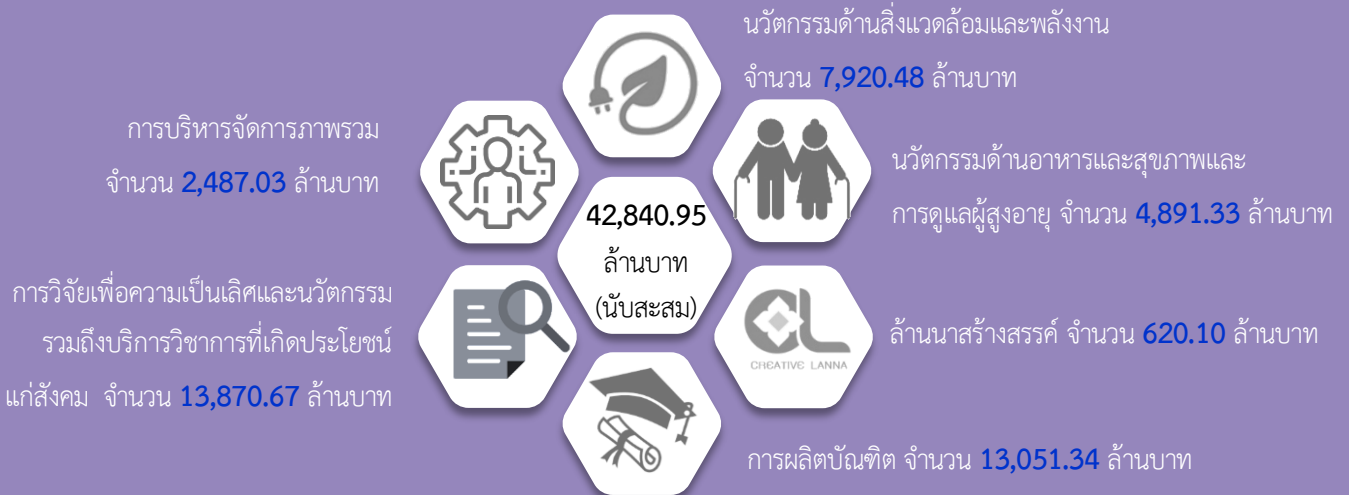 นวัตกรรมด้านสิ่งแวดล้อมและพลังงาน
จำนวน 7,920.48 ล้านบาท
การบริหารจัดการภาพรวม
จำนวน 2,487.03 ล้านบาท
นวัตกรรมด้านอาหารและสุขภาพและ
การดูแลผู้สูงอายุ จำนวน 4,891.33 ล้านบาท
42,840.95
ล้านบาท
(นับสะสม)
การวิจัยเพื่อความเป็นเลิศและนวัตกรรม
รวมถึงบริการวิชาการที่เกิดประโยชน์
แก่สังคม จำนวน 13,870.67 ล้านบาท
CL
CREATIVE LANNA
ล้านนาสร้างสรรค์ จำนวน 620.10 ล้านบาท
การผลิตบัณฑิต จำนวน 13,051.34 ล้านบาท